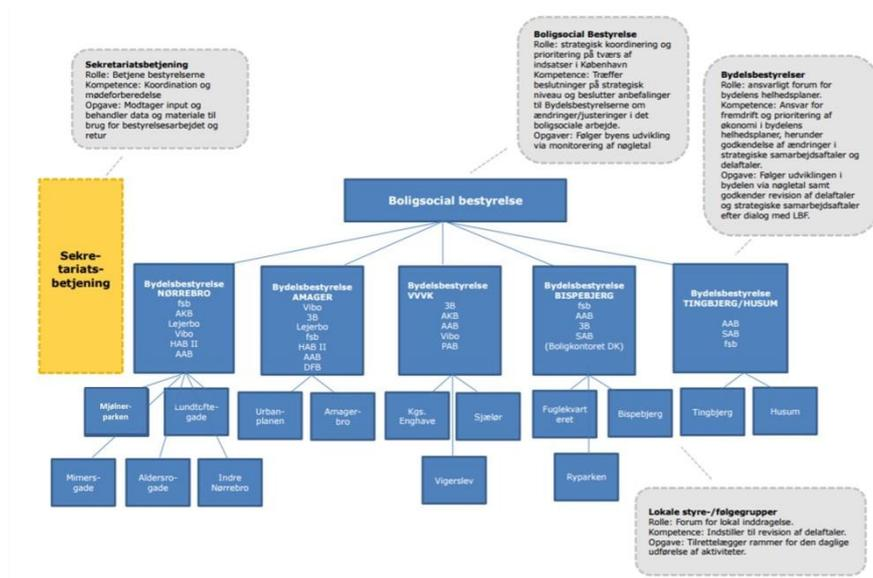 Sekretariatsbetjening
Rolle: Betjene bestyrelserne
Kompetence: Koordination og
mødeforberedelse
Opgave: Modtager input og
behandler data og materiale til
brug for bestyrelsesarbejdet og
retur
Boligsocial Bestyrelse
Rolle: strategisk koordinering og
prioritering på tværs af
indsatser i København
Kompetence: Træffer
beslutninger på strategisk
niveau og beslutter anbefalinger
til Bydelsbestyrelserne om
ændringer/justeringer i det
boligsociale arbejde.
Opgaver: Følger byens udvikling
via monitorering af nøgletal
Bydelsbestyrelser
Rolle: ansvarligt forum for
bydelens helhedsplaner.
Kompetence: Ansvar for
fremdrift og prioritering af
økonomi i bydelens
helhedsplaner, herunder
godkendelse af ændringer i
strategiske samarbejdsaftaler og
delaftaler.
Opgave: Følger udviklingen i
bydelen via nøgletal samt
godkender revision af delaftaler
og strategiske samarbejdsaftaler
efter dialog med LBF.
Boligsocial bestyrelse
Sekre-
tariats-
betjening
Bydelsbestyrelse
NØRREBRO
fsb
AKB
Lejerbo
Vibo
HAB II
AAB
Bydelsbestyrelse
AMAGER
Vibo
3B
Lejerbo
fsb
HAB II
AAB
DFB
Bydelsbestyrelse
VVVK
3B
AKB
AAB
Vibo
PAB
Bydelsbestyrelse
BISPEBJERG
fsb
AAB
3B
SAB
(Boligkontoret DK)
Bydelsbestyrelse
TINGBJERG/HUSUM
AAB
SAB
fsb
Mjølner-
parken
Lundtofte-
gade
Urban-
planen
Amager-
bro
Kgs.
Enghave
Sjælør
Fuglekvart
eret
Bispebjerg
Tingbjerg
Husum
Mimers-
gade
Aldersro-
gade
Indre
Nørrebro
Vigerslev
Ryparken
Lokale styre-/følgegrupper
Rolle: Forum for lokal inddragelse.
Kompetence: Indstiller til revision af delaftaler.
Opgave: Tilrettelægger rammer for den daglige
udførelse af aktiviteter.